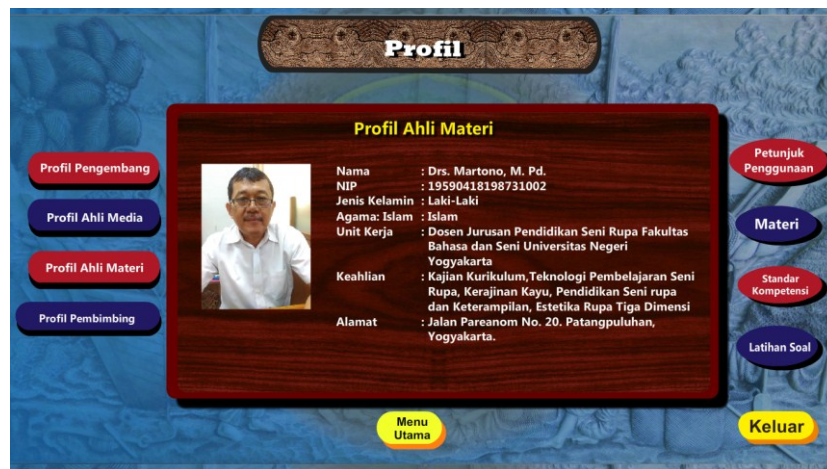 Profil
Profil Ahli Materi
Profil Pengembang
Profil Ahli Media
Profil Ahli Materi
Profil Pembimbing
Nama : Drs. Martono, M. Pd.
NIP : 19590418198731002
Jenis Kelamin : Laki-Laki
Agama: Islam : Islam
Unit Kerja : Dosen Jurusan Pendidikan Seni Rupa Fakultas
Bahasa dan Seni Universitas Negeri
Yogyakarta
Keahlian : Kajian Kurikulum,Teknologi Pembelajaran Seni
Rupa, Kerajinan Kayu, Pendidikan Seni rupa
dan Keterampilan, Estetika Rupa Tiga Dimensi
Alamat : Jalan Pareanom No. 20. Patangpuluhan,
Yogyakarta.
Petunjuk
Penggunaan
Materi
Standar
Kompetensi
Latihan Soal
Menu
Utama
Keluar